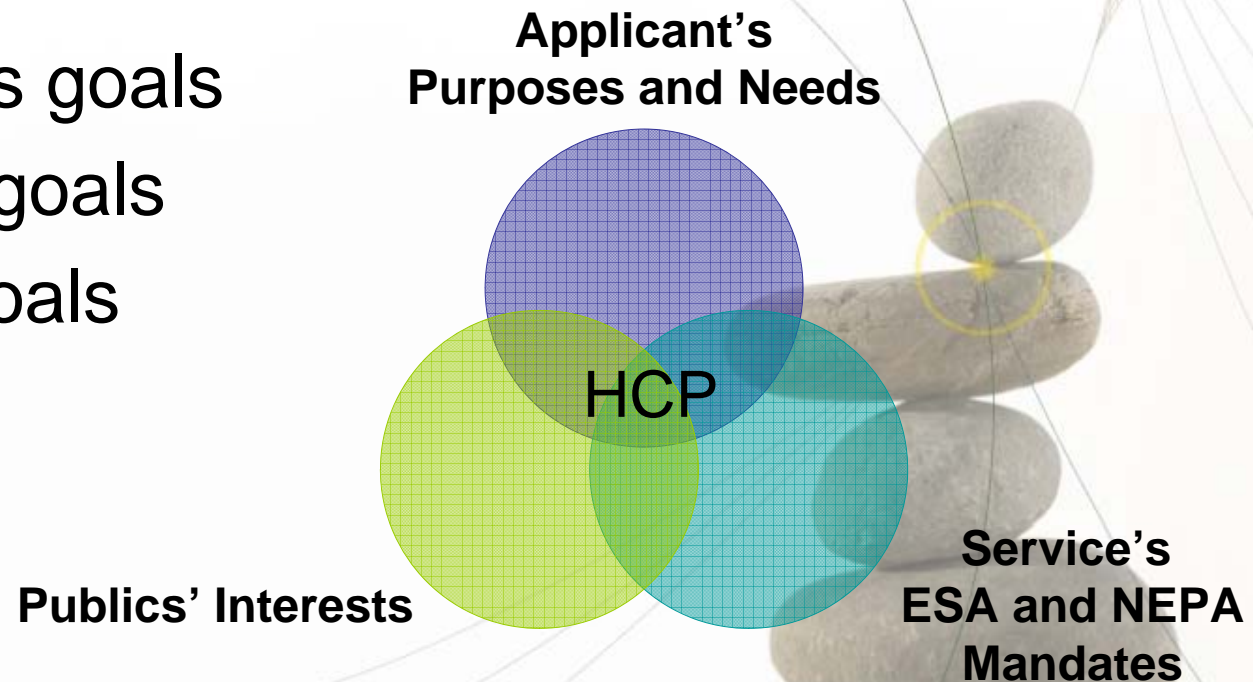 s goals
goals
oals
Applicant's
Purposes and Needs
HCP
Publics' Interests
Service's
ESA and NEPA
Mandates